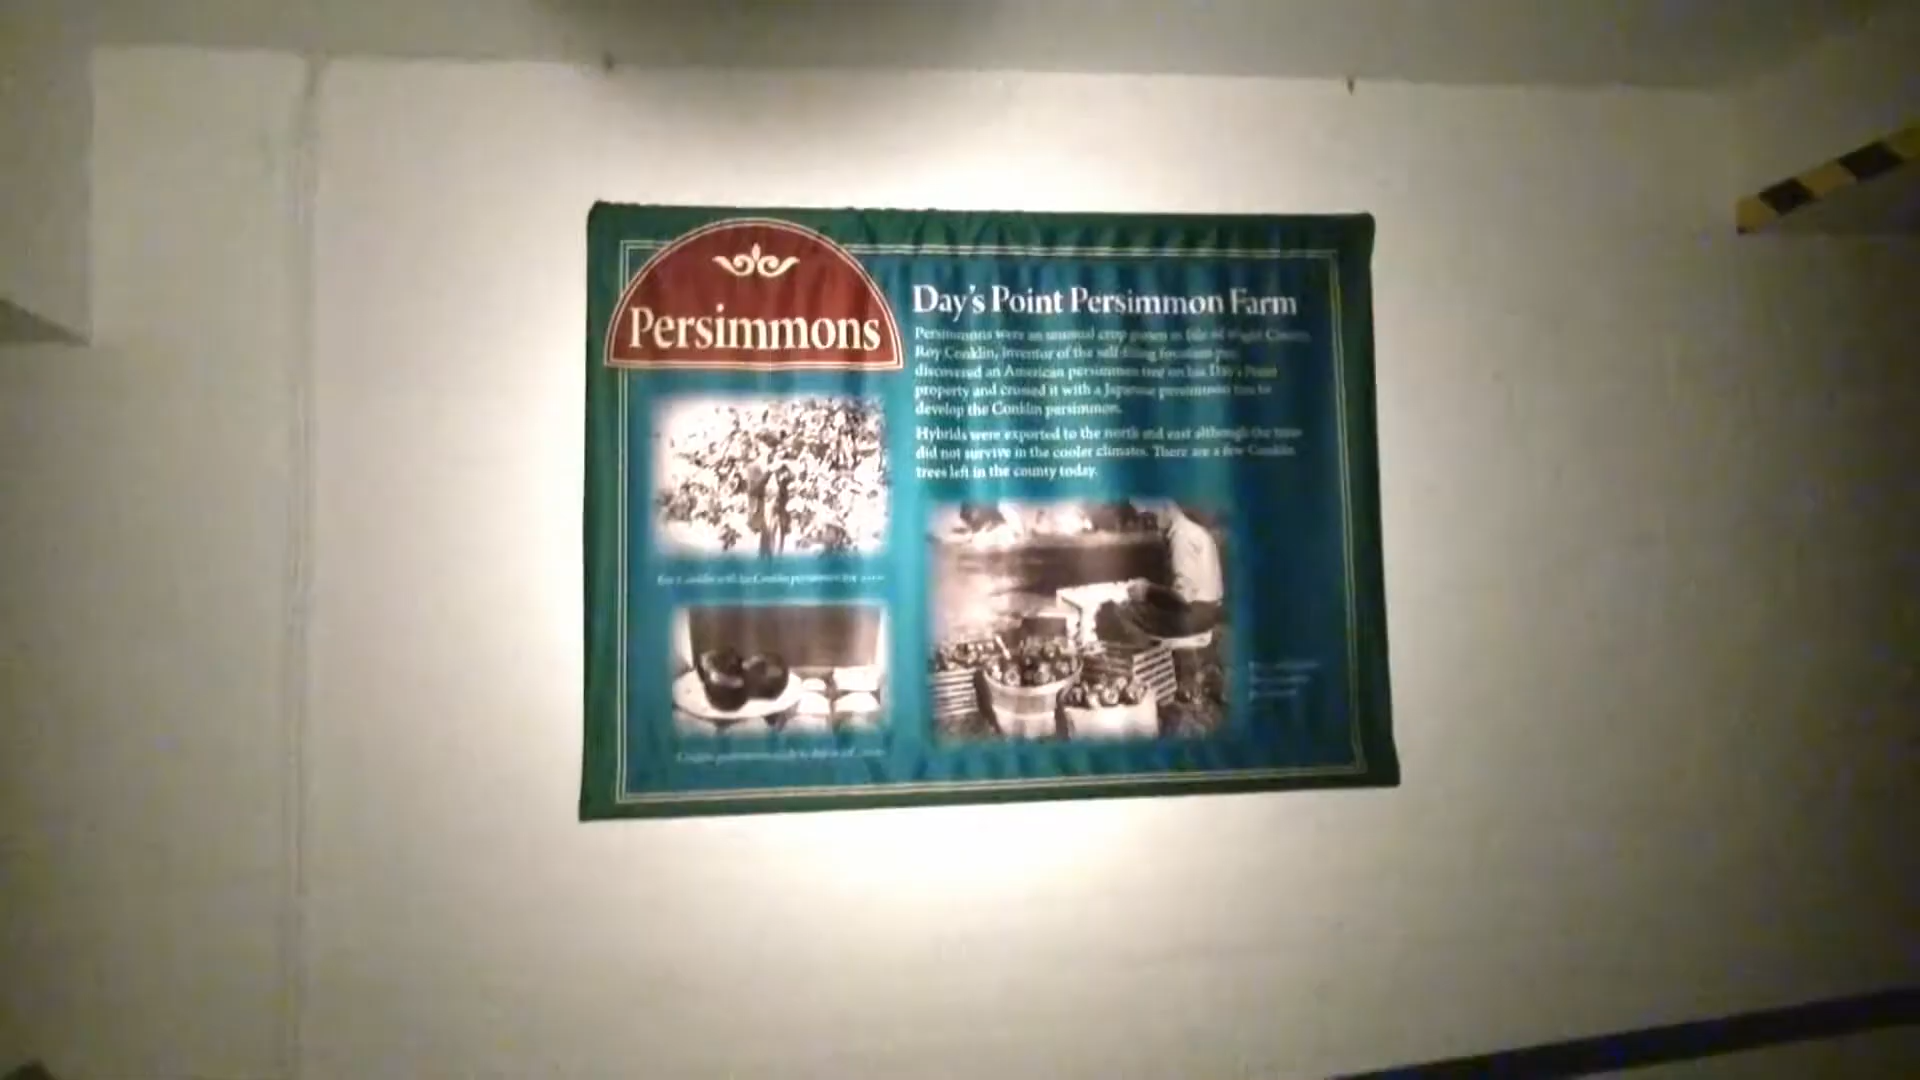 Persimmons
Day's Point Persimmon Farm
Persimmons were an unusual crop grown in Isle of Wight County.
Roy Conklin, inventor of the self-filling fountain pen,
discovered an American persimmon tree on his Day's Point
property and crossed it with a Japanese persimmon tree to
develop the Conklin persimmon.
Hybrids were exported to the north and east although the trees
did not survive in the cooler climates. There are a few Conklin
trees left in the county today.